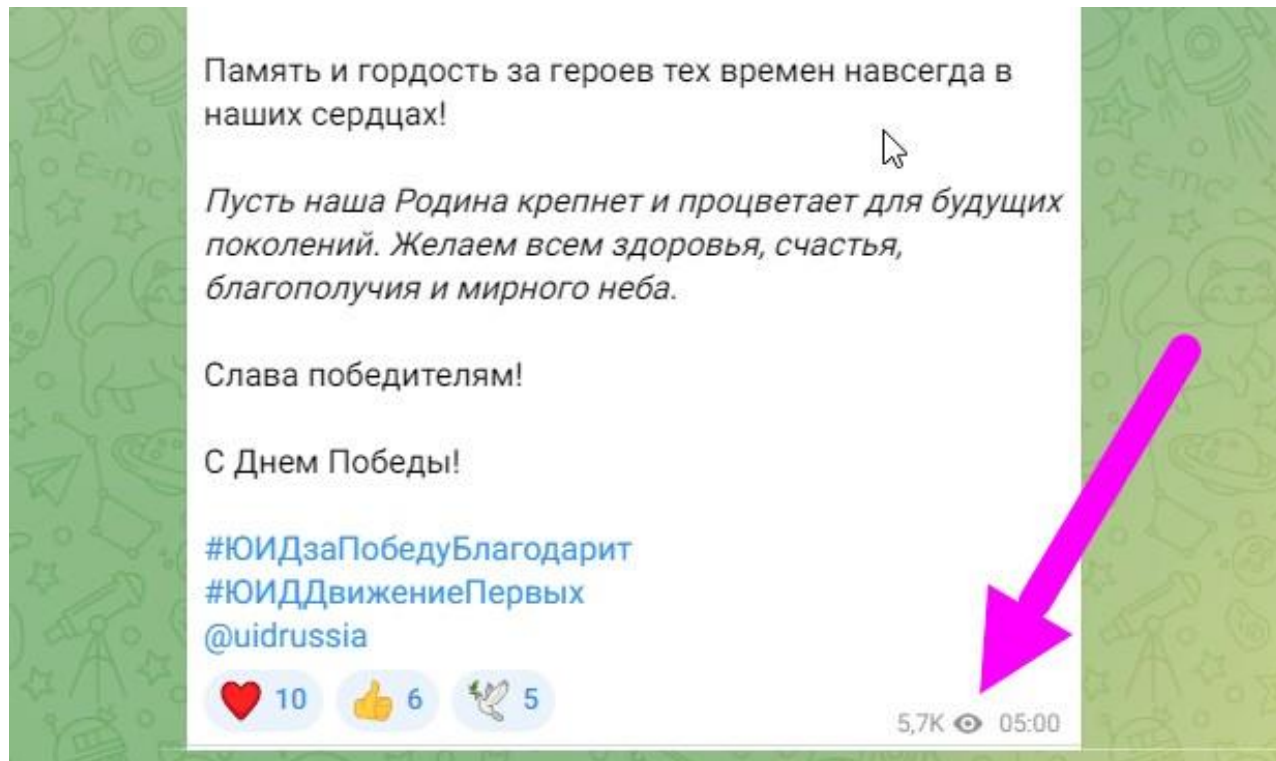 Память и гордость за героев тех времен навсегда в
наших сердцах!
Пусть наша Родина крепнет и процветает для будущих
поколений. Желаем всем здоровья, счастья,
благополучия и мирного неба.
Слава победителям!
С Днем Победы!
#ЮИДзаПобедуБлагодарит
#ЮИДДвижениеПервых
@uidrussia
10 6 5
5,7K 05:00